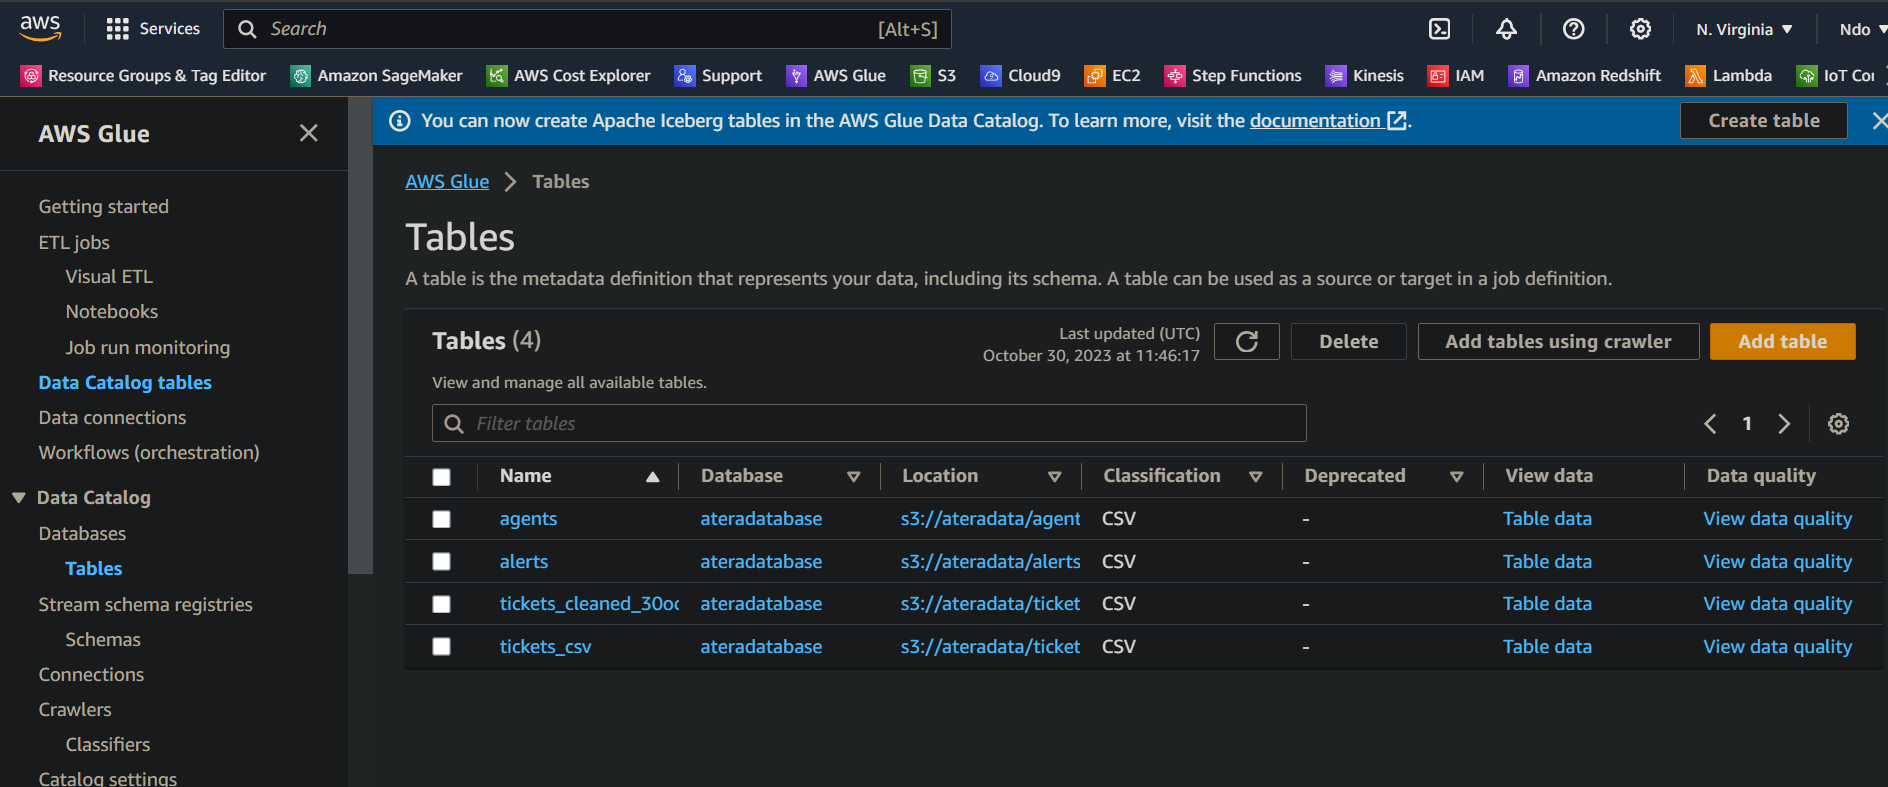 aws
Services
Search
[Alt+S]
N. Virginia
Ndo
Resource Groups & Tag Editor
Amazon SageMaker
AWS Cost Explorer
Support
AWS Glue
S3
Cloud9
EC2
Step Functions
Kinesis
IAM
Amazon Redshift
Lambda
IoT Cor
AWS Glue
Getting started
ETL jobs
Visual ETL
Notebooks
Job run monitoring
Data Catalog tables
Data connections
Workflows (orchestration)
Data Catalog
Databases
Tables
Stream schema registries
Schemas
Connections
Crawlers
Classifiers
Catalog settings
You can now create Apache Iceberg tables in the AWS Glue Data Catalog. To learn more, visit the documentation.
Create table
AWS Glue
Tables
Tables
A table is the metadata definition that represents your data, including its schema. A table can be used as a source or target in a job definition.
Tables (4)
Last updated (UTC)
October 30, 2023 at 11:46:17
Delete
Add tables using crawler
Add table
View and manage all available tables.
Filter tables
1
Name Database Location Classification Deprecated View data Data quality
agents ateradatabase s3://ateradata/agent CSV - Table data View data quality
alerts ateradatabase s3://ateradata/alerts CSV - Table data View data quality
tickets_cleaned_30oc ateradatabase s3://ateradata/ticket CSV - Table data View data quality
tickets_csv ateradatabase s3://ateradata/ticket CSV - Table data View data quality